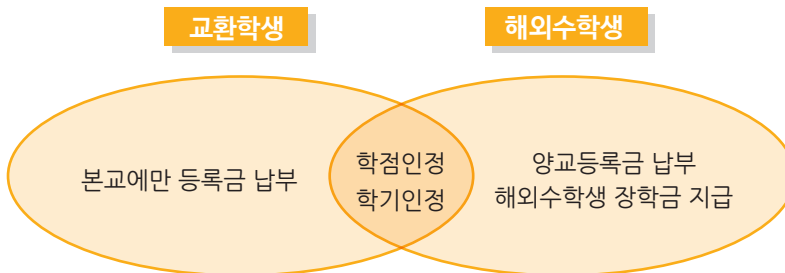 교환학생
해외수학생
본교에만 등록금 납부
학점인정
학기인정
양교등록금 납부
해외수학생 장학금 지급